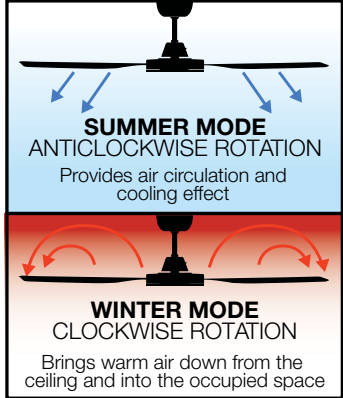 SUMMER MODE
ANTICLOCKWISE ROTATION
Provides air circulation and
cooling effect
WINTER MODE
CLOCKWISE ROTATION
Brings warm air down from the
ceiling and into the occupied space